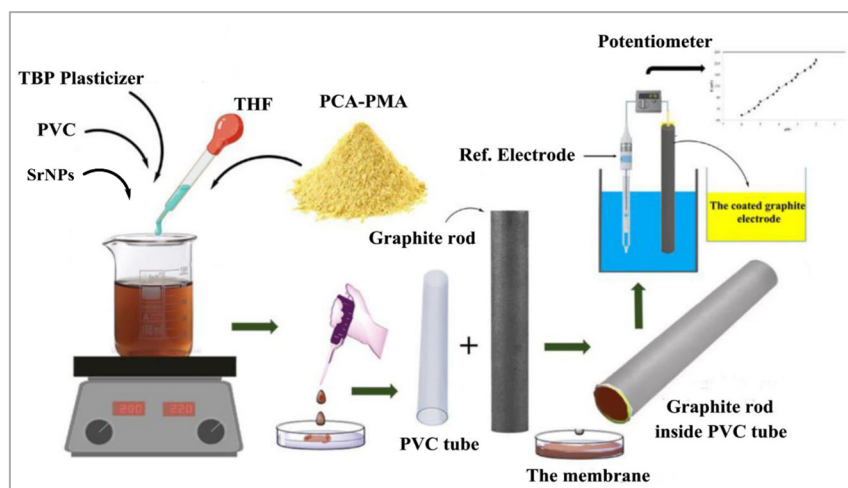 Potentiometer
TBP Plasticizer
THF
PCA-PMA
PVC
SrNPs
Ref. Electrode
The coated graphite
electrode
Graphite rod
200 220
PVC tube
Graphite rod
inside PVC tube
The membrane